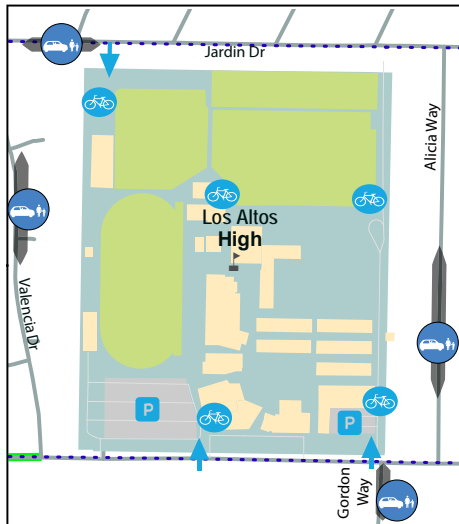 Jardin Dr
Alicia Way
Los Altos
High
Valencia Dr
P
P
Gordon
Way